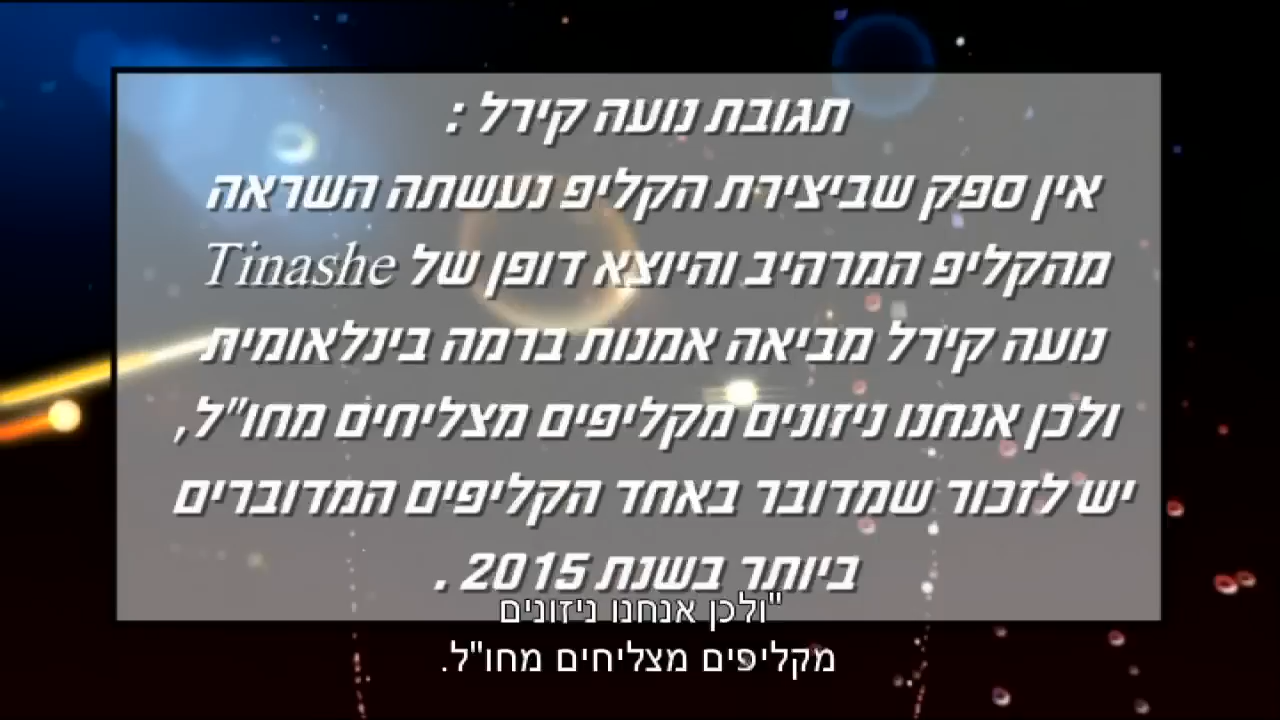 תגובת נועה קירל :
אין ספק שביצירת הקליפ נעשתה השראה
מהקליפ המרהיב והיוצא דופן של Tinashe
נועה קירל מביאה אמנות ברמה בינלאומית
ולכן אנחנו ניזונים מקליפים מצליחים מחו"ל,
יש לזכור שמדובר באחד הקליפים המדוברים
ביותר בשנת 2015 .
"ולכן אנחנו ניזונים
מקליפים מצליחים מחו"ל.